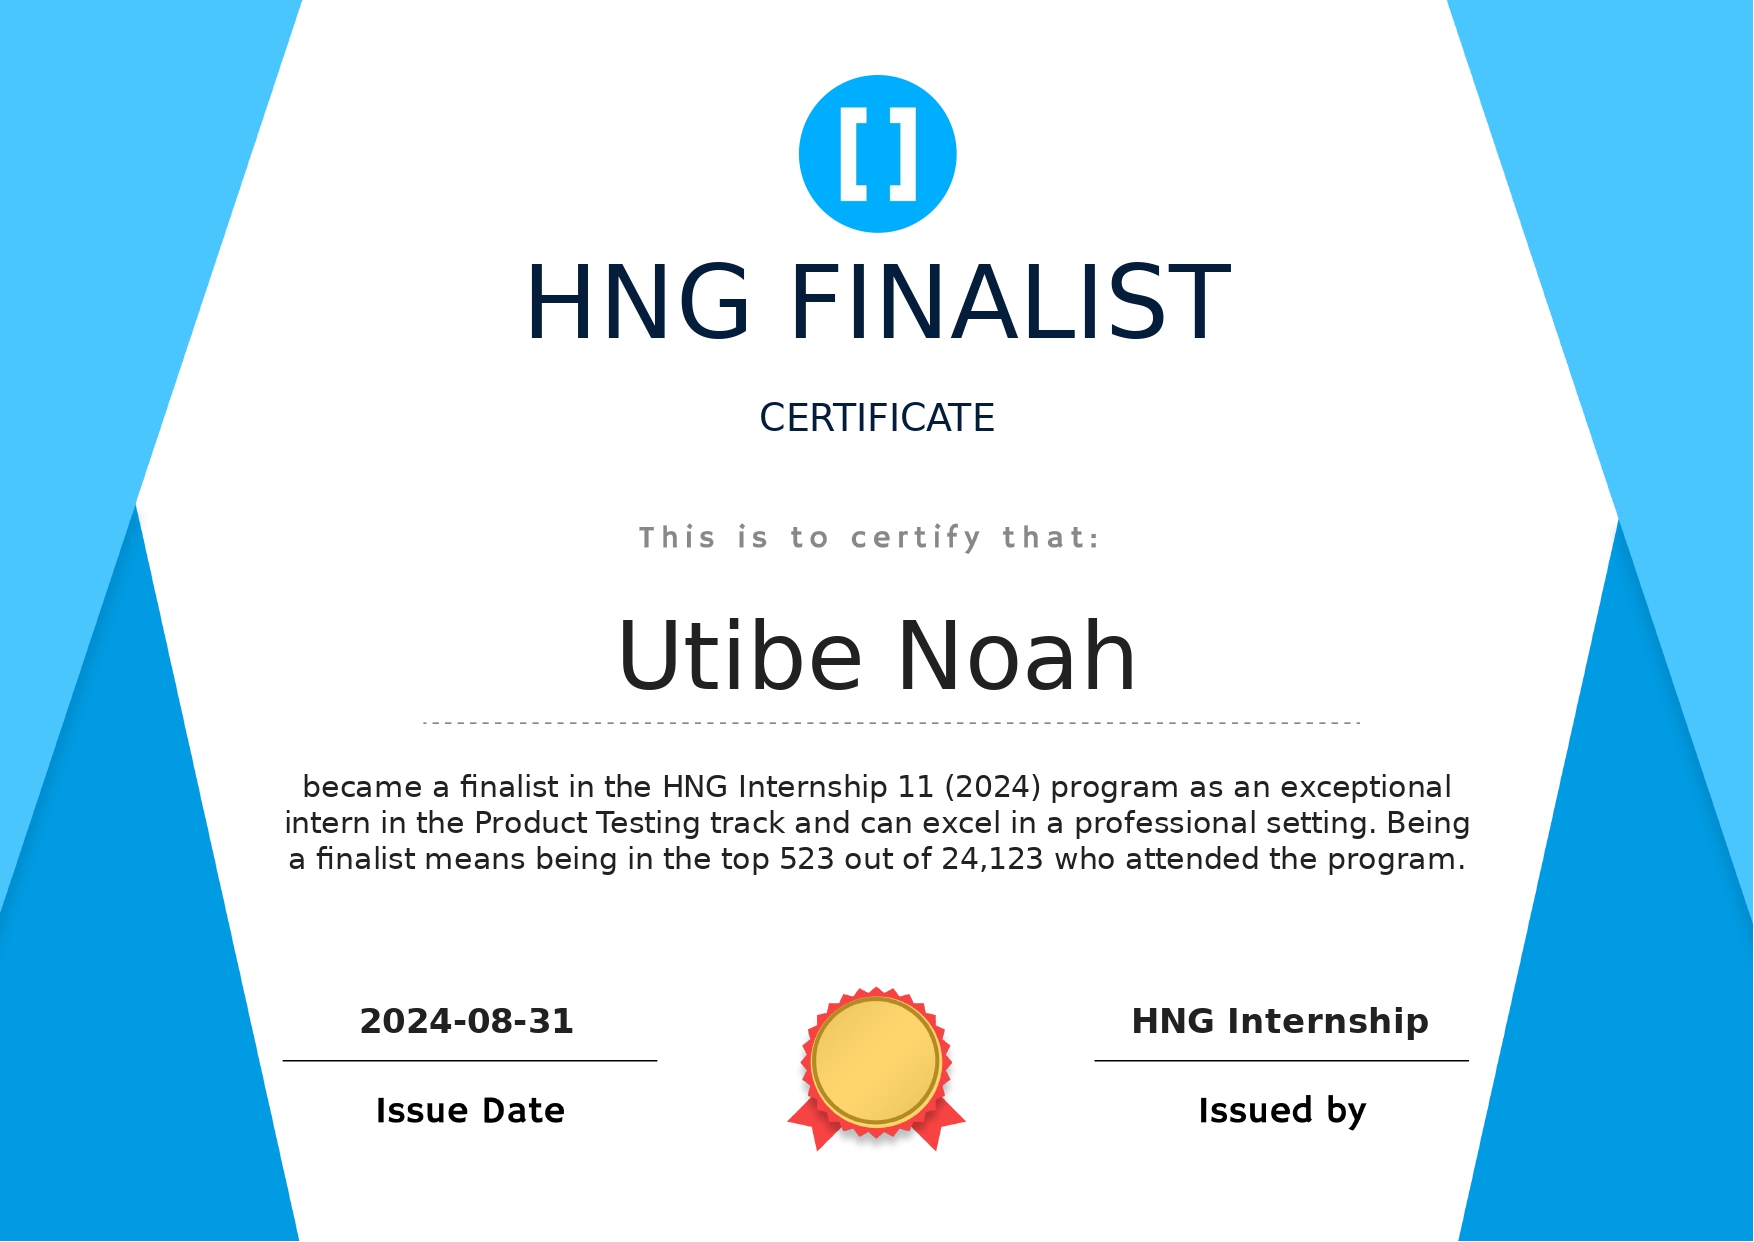 [ ]
HNG FINALIST
CERTIFICATE
This is to certify that:
Utibe Noah
became a finalist in the HNG Internship 11 (2024) program as an exceptional
intern in the Product Testing track and can excel in a professional setting. Being
a finalist means being in the top 523 out of 24,123 who attended the program.
2024-08-31
Issue Date
HNG Internship
Issued by